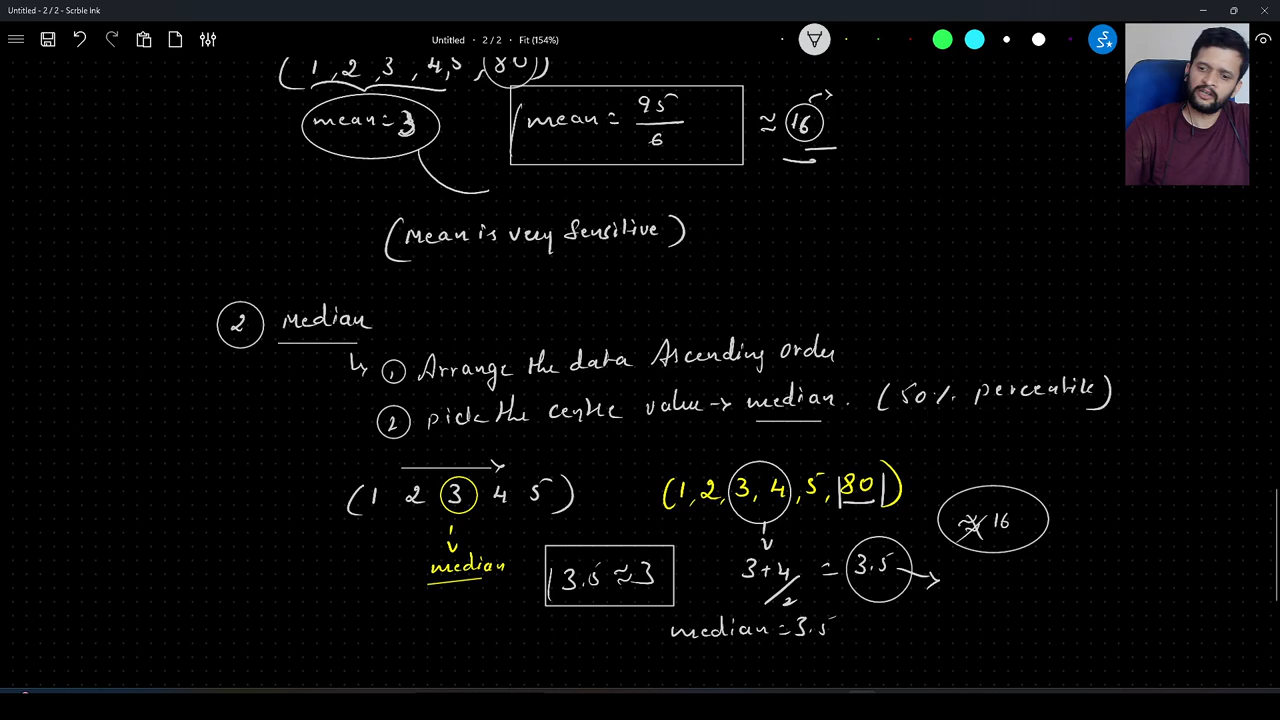 Untitled - 2 / 2 - Scrble Ink
Untitled • 2 / 2 • Fit (154%)
(1, 2, 3, 4, 5, 80)
mean = 3
mean = 95/6
≈ 16
(mean is very sensitive)
2 median
1 Arrange the data Ascending order
2 pick the centre value → median. (50% percentile)
(1 2 3 4 5)
(1, 2, 3, 4, 5, 80)
≈ 16
median
3.5 ≈ 3
3+4/2 = 3.5
median = 3.5